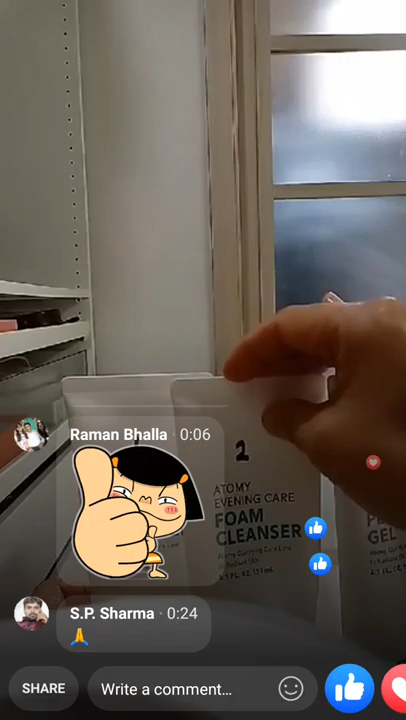 Raman Bhalla · 0:06
2
ATOMY
EVENING CARE
FOAM
CLEANSER
GEL
S.P. Sharma · 0:24
🙏
SHARE
Write a comment...